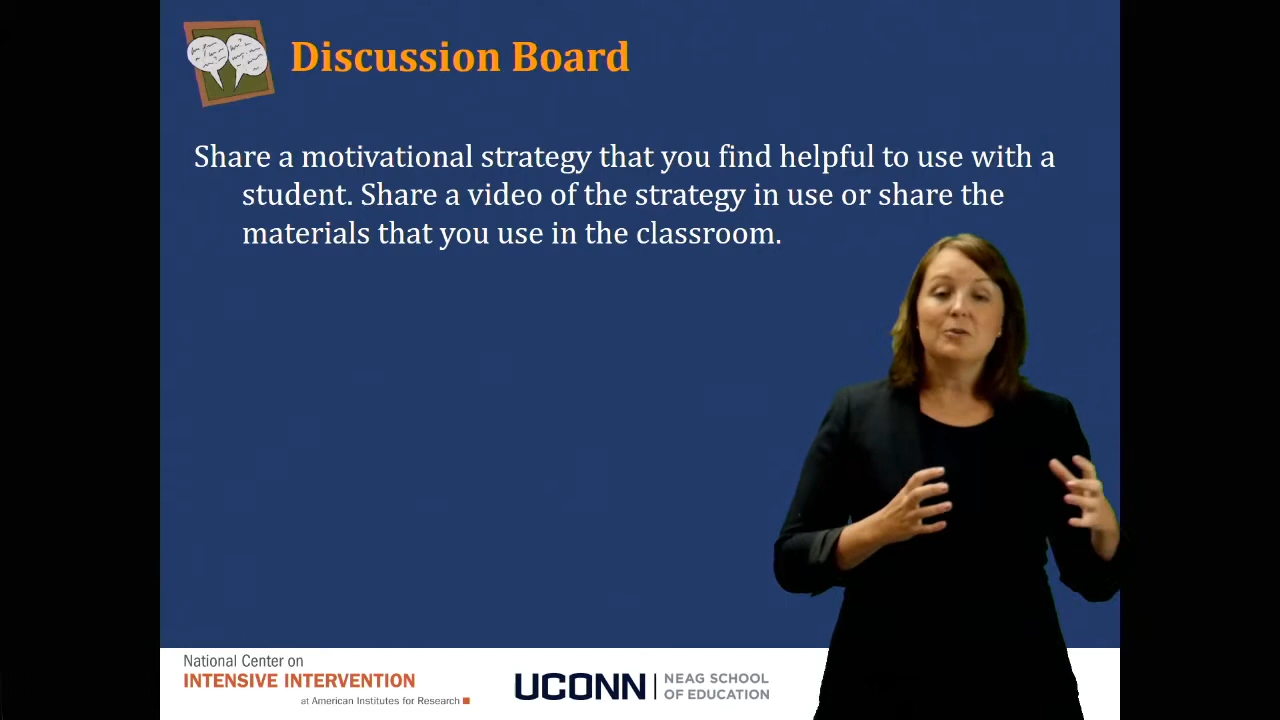 Discussion Board
Share a motivational strategy that you find helpful to use with a
student. Share a video of the strategy in use or share the
materials that you use in the classroom.
National Center on
INTENSIVE INTERVENTION
at American Institutes for Research
UCONN
NEAG SCHOOL
OF EDUCATION